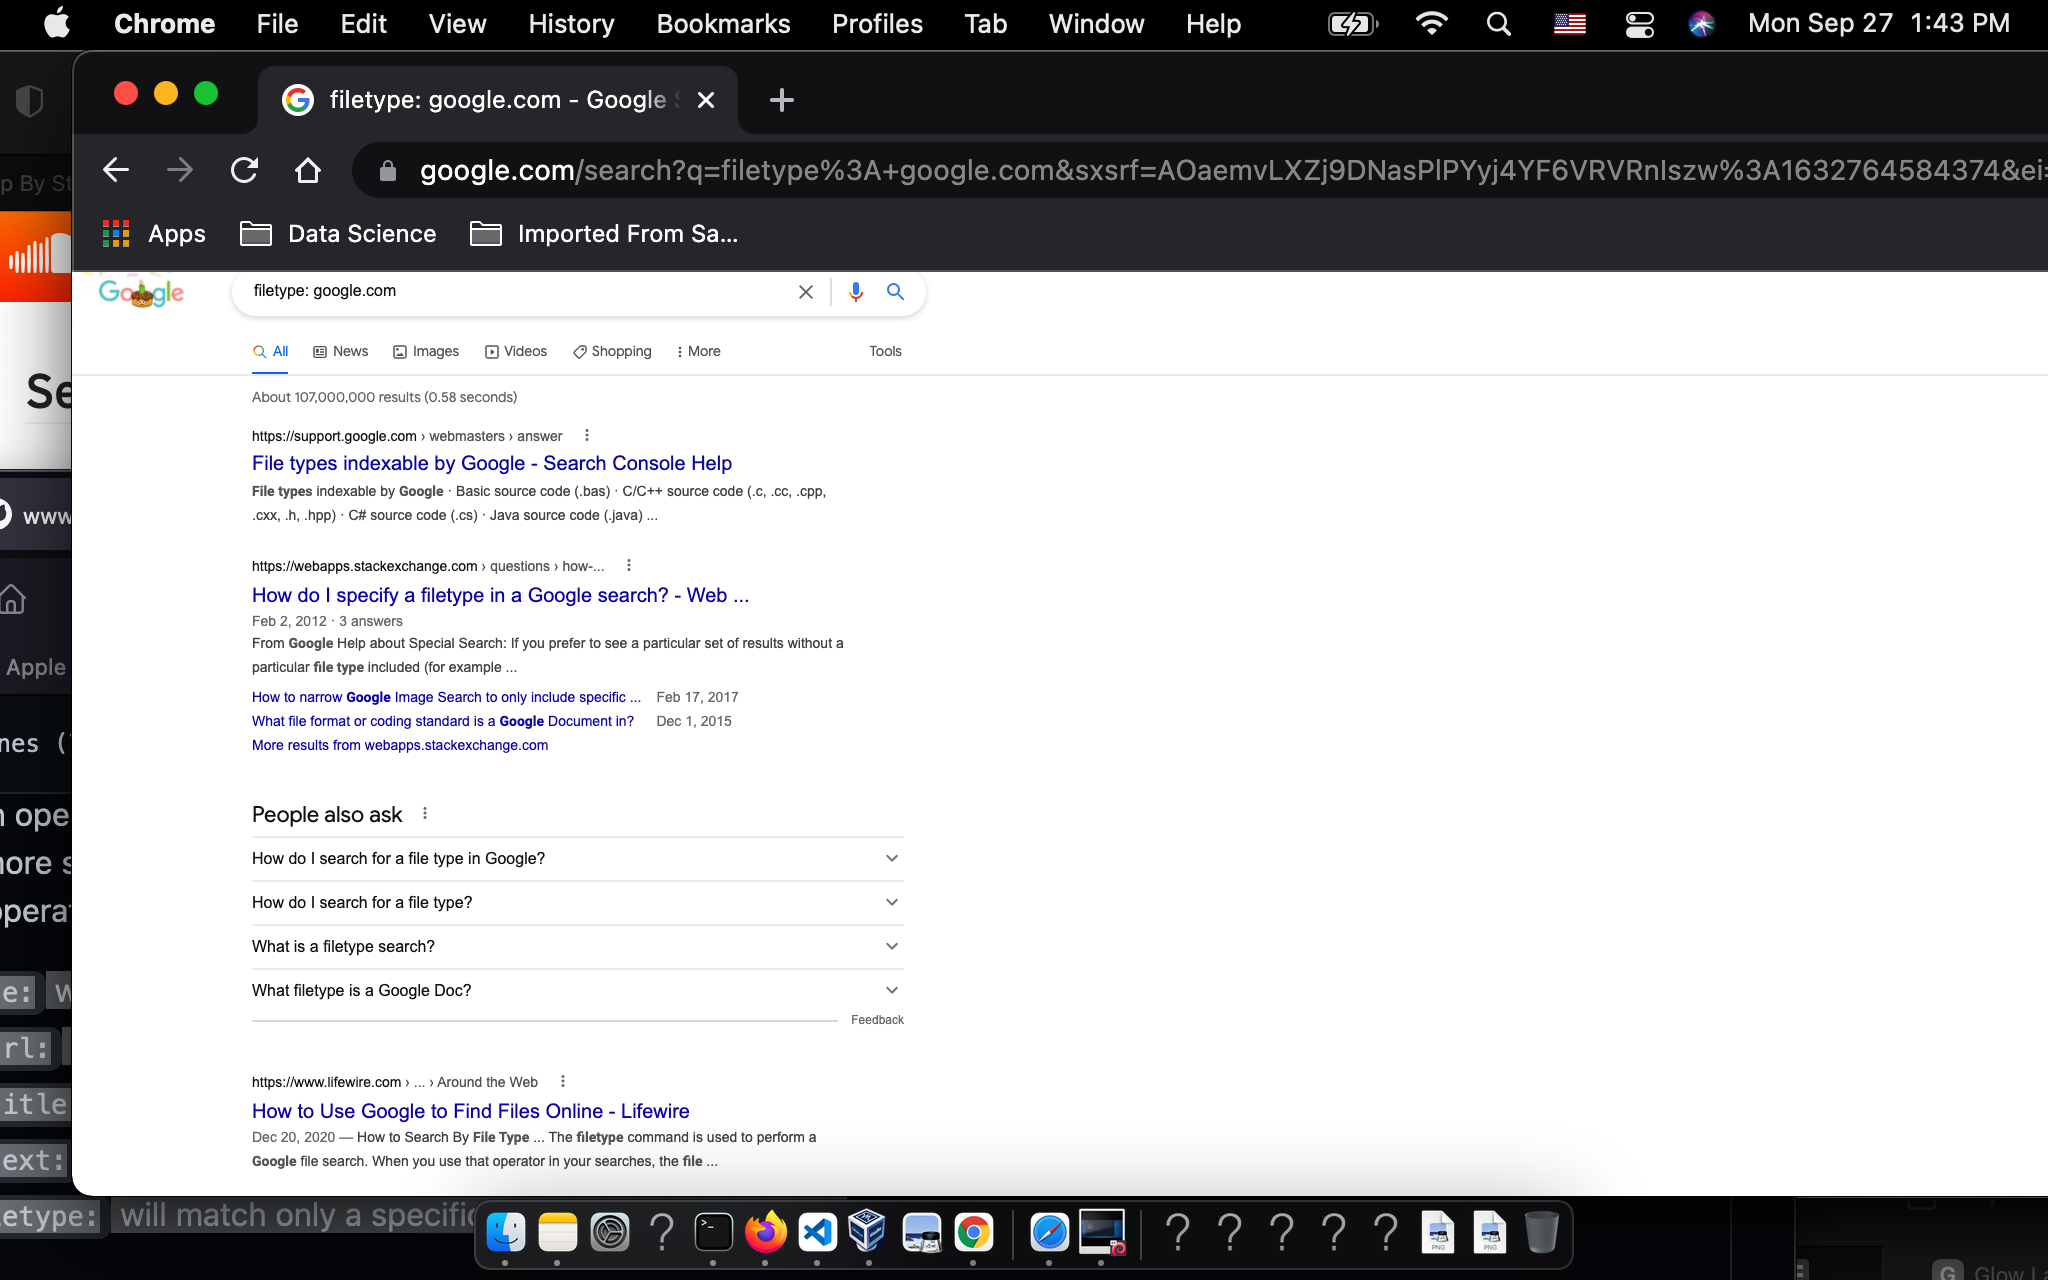 Chrome File Edit View History Bookmarks Profiles Tab Window Help Mon Sep 27 1:43 PM
filetype: google.com - Google
google.com/search?q=filetype%3A+google.com&sxsrf=AOaemvLXZj9DNasPlPYyj4YF6VRVRnIszw%3A1632764584374&ei=
p By St
Apps Data Science Imported From Sa...
Google
filetype: google.com
All News Images Videos Shopping More Tools
Se
About 107,000,000 results (0.58 seconds)
https://support.google.com › webmasters › answer
File types indexable by Google - Search Console Help
File types indexable by Google · Basic source code (.bas) · C/C++ source code (.c, .cc, .cpp,
.cxx, .h, .hpp) · C# source code (.cs) · Java source code (.java) ...
www
https://webapps.stackexchange.com › questions › how-...
How do I specify a filetype in a Google search? - Web ...
Feb 2, 2012 · 3 answers
From Google Help about Special Search: If you prefer to see a particular set of results without a
particular file type included (for example ...
Apple
How to narrow Google Image Search to only include specific ... Feb 17, 2017
What file format or coding standard is a Google Document in? Dec 1, 2015
More results from webapps.stackexchange.com
nes (
People also ask
ope
How do I search for a file type in Google?
ore s
How do I search for a file type?
opera
What is a filetype search?
What filetype is a Google Doc?
e: W
Feedback
rl:
https://www.lifewire.com › ... › Around the Web
How to Use Google to Find Files Online - Lifewire
itle
Dec 20, 2020 — How to Search By File Type ... The filetype command is used to perform a
Google file search. When you use that operator in your searches, the file ...
ext:
etype: will match only a specific
PNG PNG
G Glow La